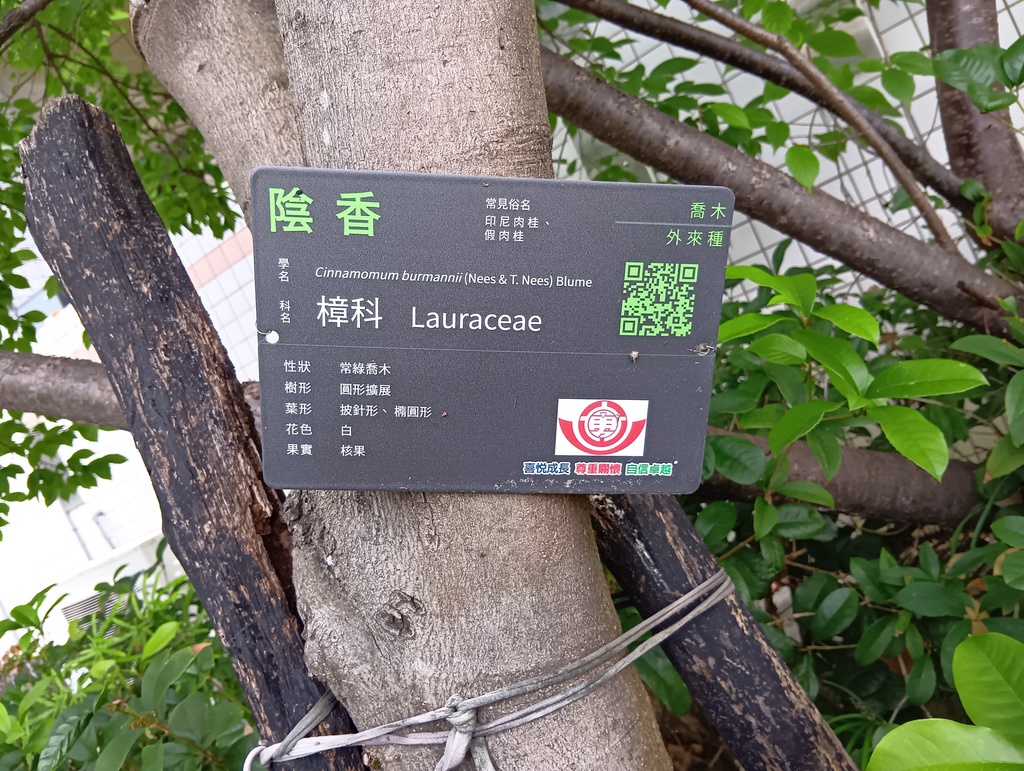 陰香
常見俗名
印尼肉桂、
假肉桂
喬木
外來種
學名 Cinnamomum burmannii (Nees & T. Nees) Blume
科名 樟科 Lauraceae
性狀 常綠喬木
樹形 圓形擴展
葉形 披針形、橢圓形
花色 白
果實 核果
勇
喜悅成長 尊重關懷 自信卓越